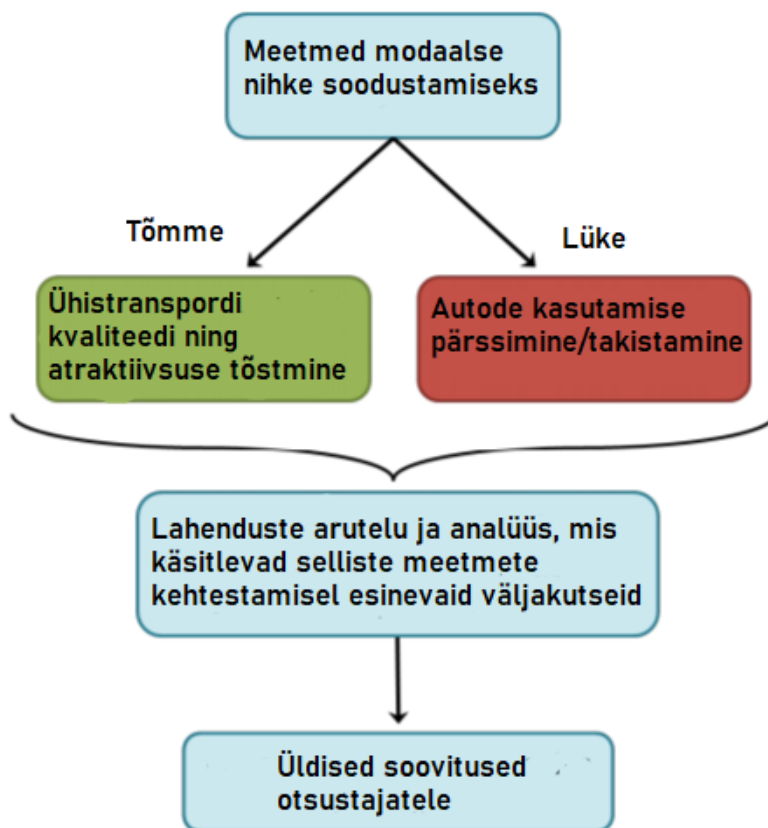 Meetmed modaalse
nihke soodustamiseks
Tõmme
Lüke
Ühistranspordi
kvaliteedi ning
atraktiivsuse tõstmine
Autode kasutamise
pärssimine/takistamine
Lahenduste arutelu ja analüüs, mis
käsitlevad selliste meetmete
kehtestamisel esinevaid väljakutseid
Üldised soovitused
otsustajatele